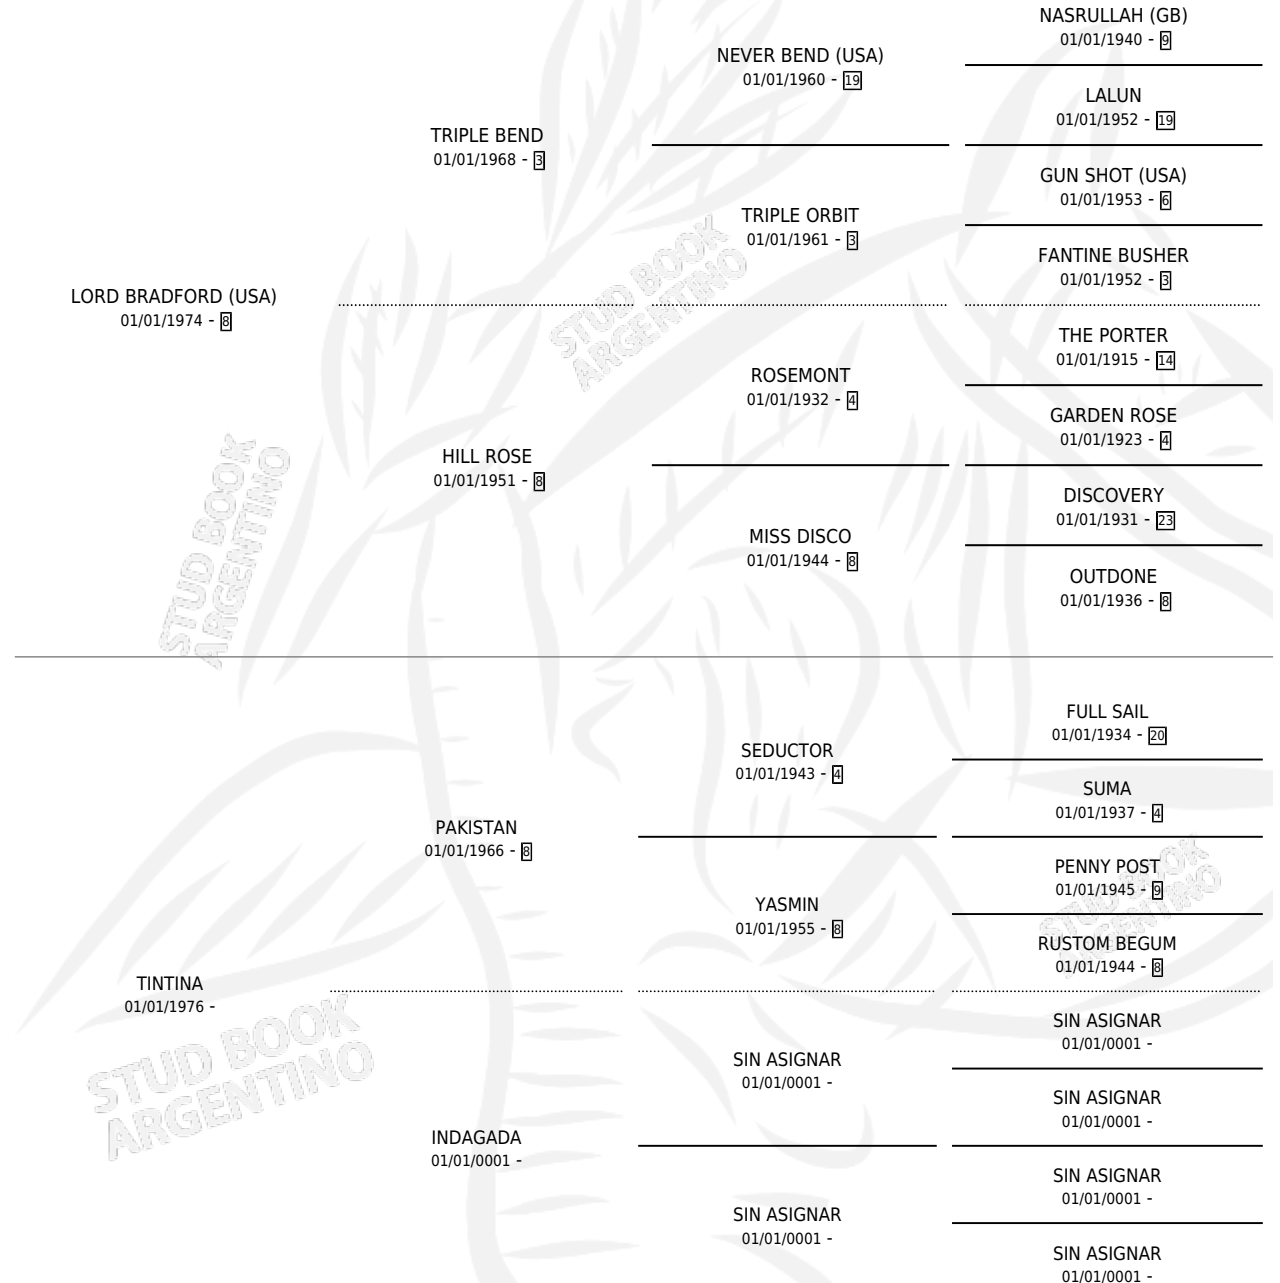 NASRULLAH (GB)
01/01/1940 - 9
NEVER BEND (USA)
01/01/1960 - 19
LALUN
01/01/1952 - 19
TRIPLE BEND
01/01/1968 - 3
GUN SHOT (USA)
01/01/1953 - 6
TRIPLE ORBIT
01/01/1961 - 3
FANTINE BUSHER
01/01/1952 - 3
LORD BRADFORD (USA)
01/01/1974 - 8
THE PORTER
01/01/1915 - 14
ROSEMONT
01/01/1932 - 4
GARDEN ROSE
01/01/1923 - 4
HILL ROSE
01/01/1951 - 8
DISCOVERY
01/01/1931 - 23
MISS DISCO
01/01/1944 - 8
OUTDONE
01/01/1936 - 8
FULL SAIL
01/01/1934 - 20
SEDUCTOR
01/01/1943 - 4
SUMA
01/01/1937 - 4
PAKISTAN
01/01/1966 - 8
PENNY POST
01/01/1945 - 9
YASMIN
01/01/1955 - 8
RUSTOM BEGUM
01/01/1944 - 8
TINTINA
01/01/1976 -
SIN ASIGNAR
01/01/0001 -
SIN ASIGNAR
01/01/0001 -
SIN ASIGNAR
01/01/0001 -
INDAGADA
01/01/0001 -
SIN ASIGNAR
01/01/0001 -
SIN ASIGNAR
01/01/0001 -
SIN ASIGNAR
01/01/0001 -
STUD BOOK
ARGENTINO
STUD BOOK
ARGENTINO
STUD BOOK
ARGENTINO
STUD BOOK
ARGENTINO